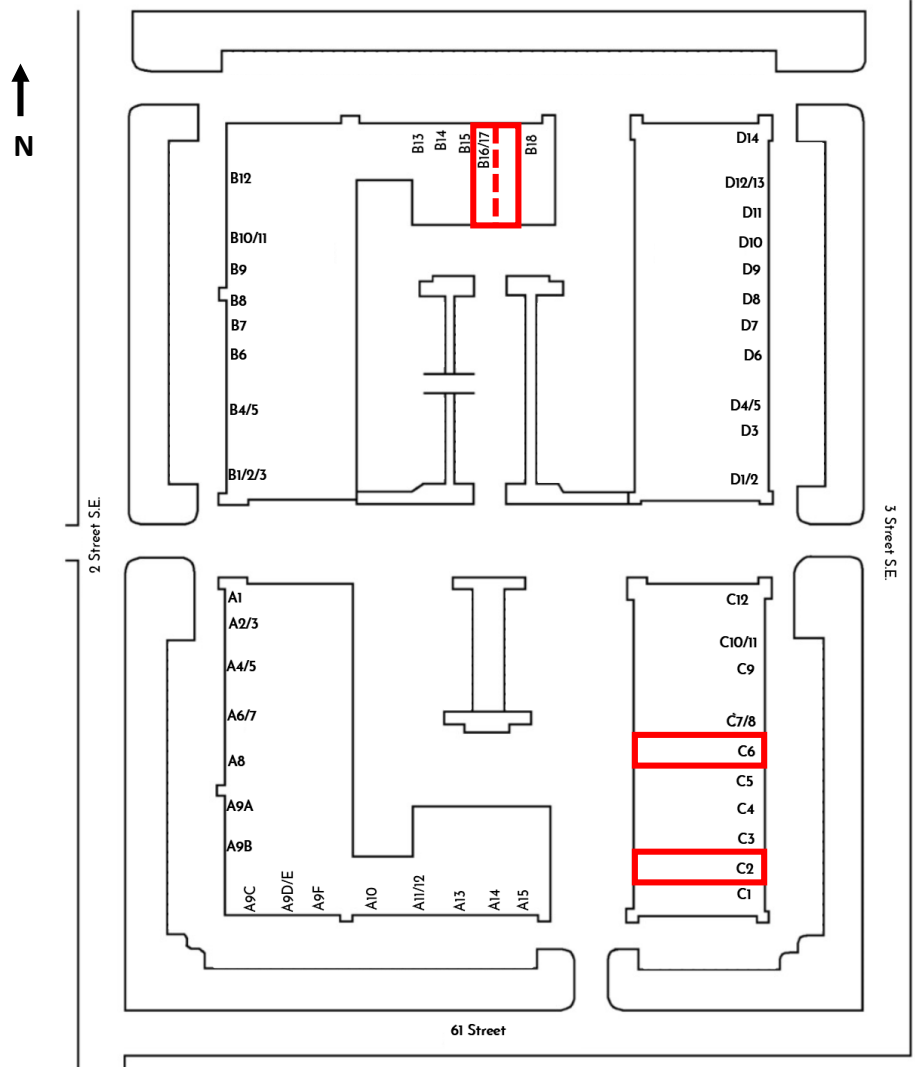 N
B13
B14
B15
B16/17
B18
B12
B10/11
B9
B8
B7
B6
B4/5
B1/2/3
D14
D12/13
D11
D10
D9
D8
D7
D6
D4/5
D3
D1/2
2 Street S.E.
3 Street S.E.
A1
A2/3
A4/5
A6/7
A8
A9A
A9B
A9C
A9D/E
A9F
A10
A11/12
A13
A14
A15
C12
C10/11
C9
C7/8
C6
C5
C4
C3
C2
C1
61 Street